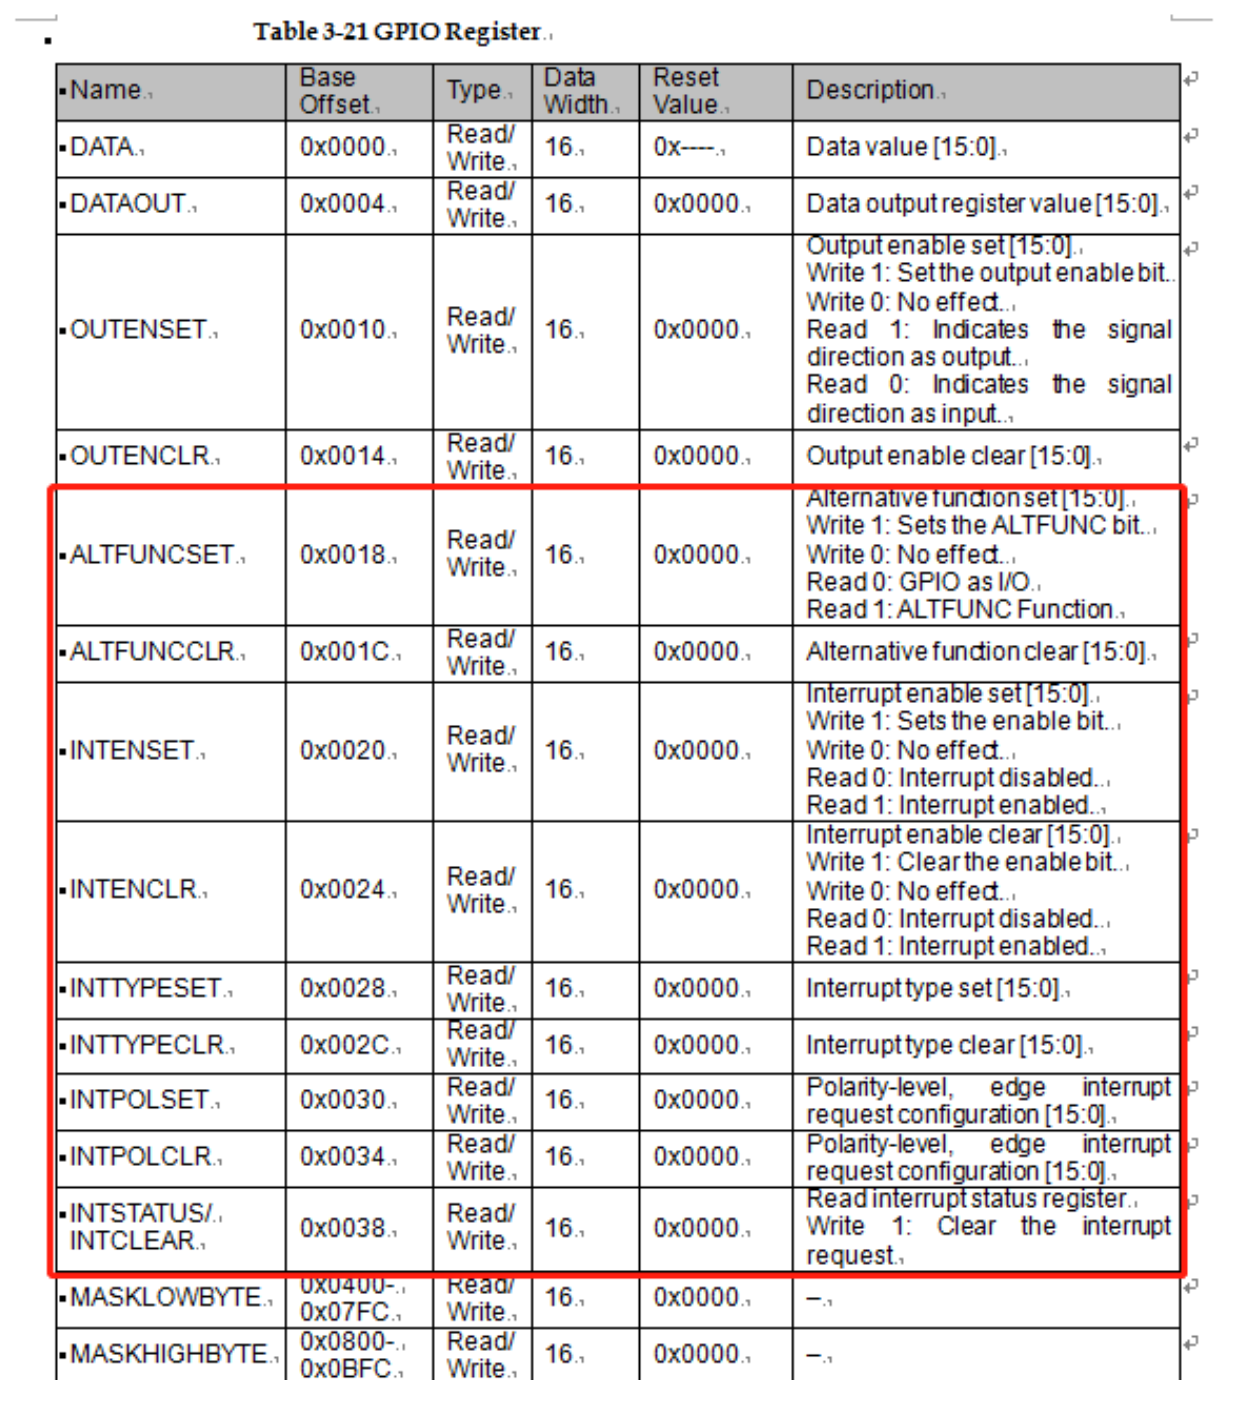 Table 3-21 GPIO Register
Name
Base
Offset
Type
Data
Width
Reset
Value
Description
DATA
0x0000
Read/
Write
16
0x----
Data value [15:0]
DATAOUT
0x0004
Read/
Write
16
0x0000
Data output register value [15:0]
OUTENSET
0x0010
Read/
Write
16
0x0000
Output enable set [15:0].
Write 1: Set the output enable bit.
Write 0: No effect.
Read 1: Indicates the signal
direction as output.
Read 0: Indicates the signal
direction as input.
OUTENCLR
0x0014
Read/
Write
16
0x0000
Output enable clear [15:0]
ALTFUNCSET
0x0018
Read/
Write
16
0x0000
Alternative function set [15:0].
Write 1: Sets the ALTFUNC bit.
Write 0: No effect.
Read 0: GPIO as I/O
Read 1: ALTFUNC Function
ALTFUNCCLR
0x001C
Read/
Write
16
0x0000
Alternative function clear [15:0]
INTENSET
0x0020
Read/
Write
16
0x0000
Interrupt enable set [15:0].
Write 1: Sets the enable bit.
Write 0: No effect.
Read 0: Interrupt disabled.
Read 1: Interrupt enabled.
INTENCLR
0x0024
Read/
Write
16
0x0000
Interrupt enable clear [15:0].
Write 1: Clear the enable bit.
Write 0: No effect.
Read 0: Interrupt disabled.
Read 1: Interrupt enabled.
INTTYPESET
0x0028
Read/
Write
16
0x0000
Interrupt type set [15:0]
INTTYPECLR
0x002C
Read/
Write
16
0x0000
Interrupt type clear [15:0]
INTPOLSET
0x0030
Read/
Write
16
0x0000
Polarity-level, edge interrupt
request configuration [15:0]
INTPOLCLR
0x0034
Read/
Write
16
0x0000
Polarity-level, edge interrupt
request configuration [15:0]
INTSTATUS/
INTCLEAR
0x0038
Read/
Write
16
0x0000
Read interrupt status register
Write 1: Clear the interrupt
request
MASKLOWBYTE
0x0400-
0x07FC
Read/
Write
16
0x0000
–
MASKHIGHBYTE
0x0800-
0x0BFC
Read/
Write
16
0x0000
–